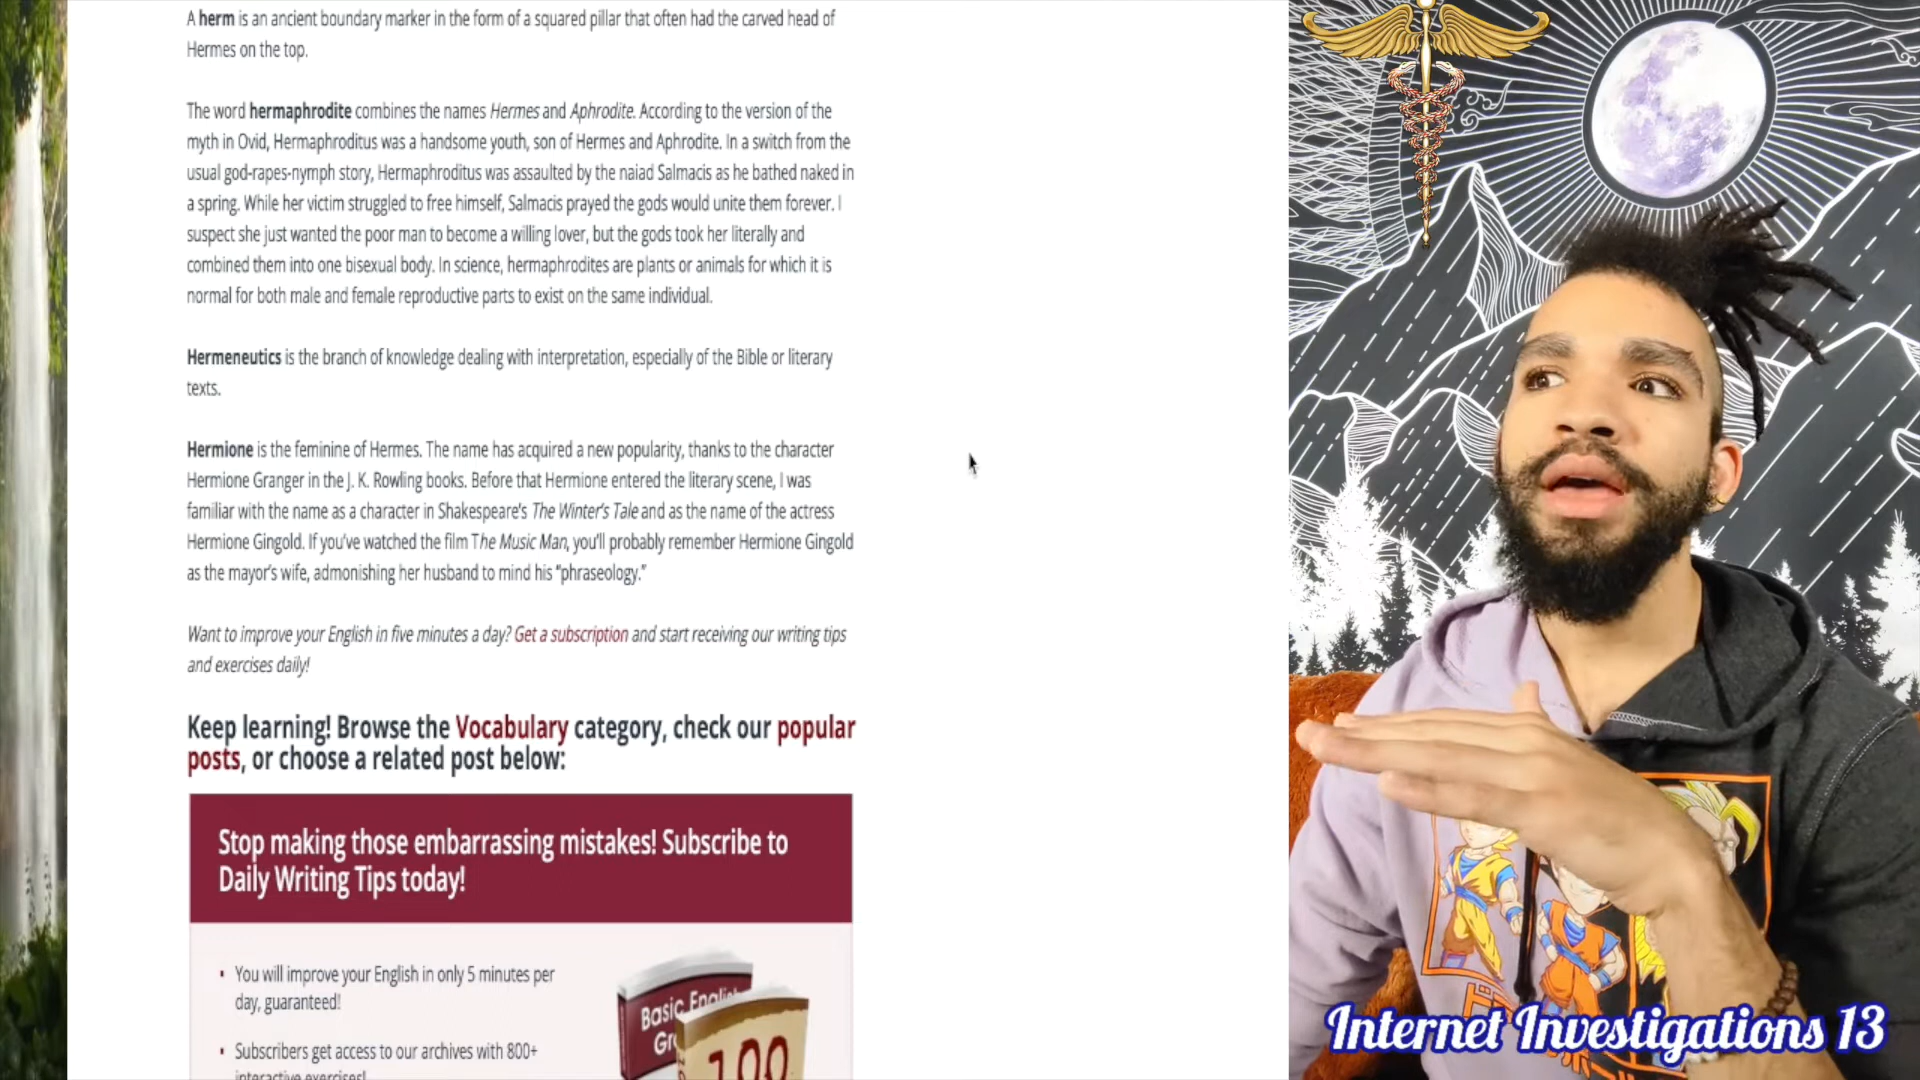 A herm is an ancient boundary marker in the form of a squared pillar that often had the carved head of
Hermes on the top.
The word hermaphrodite combines the names Hermes and Aphrodite. According to the version of the
myth in Ovid, Hermaphroditus was a handsome youth, son of Hermes and Aphrodite. In a switch from the
usual god-rapes-nymph story, Hermaphroditus was assaulted by the naiad Salmacis as he bathed naked in
a spring. While her victim struggled to free himself, Salmacis prayed the gods would unite them forever. I
suspect she just wanted the poor man to become a willing lover, but the gods took her literally and
combined them into one bisexual body. In science, hermaphrodites are plants or animals for which it is
normal for both male and female reproductive parts to exist on the same individual.
Hermeneutics is the branch of knowledge dealing with interpretation, especially of the Bible or literary
texts.
Hermione is the feminine of Hermes. The name has acquired a new popularity, thanks to the character
Hermione Granger in the J. K. Rowling books. Before that Hermione entered the literary scene, I was
familiar with the name as a character in Shakespeare's The Winter's Tale and as the name of the actress
Hermione Gingold. If you've watched the film The Music Man, you'll probably remember Hermione Gingold
as the mayor's wife, admonishing her husband to mind his "phraseology."
Want to improve your English in five minutes a day? Get a subscription and start receiving our writing tips
and exercises daily!
Keep learning! Browse the Vocabulary category, check our popular
posts, or choose a related post below:
Stop making those embarrassing mistakes! Subscribe to
Daily Writing Tips today!
You will improve your English in only 5 minutes per
day, guaranteed!
Subscribers get access to our archives with 800+
interactive exercises!
Basic English
100
Internet Investigations 13